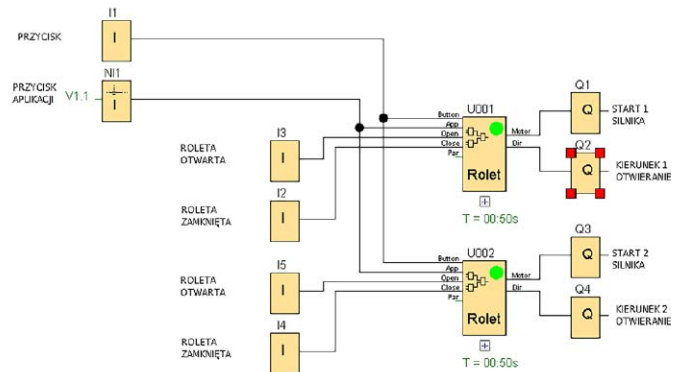 I1
PRZYCISK
I
NI1
PRZYCISK
APLIKACJI
V1.1
I
Q1
U001
Button
App
Open
Close
Par
Motor
Dir
Q
START 1
SILNIKA
I3
ROLETA
OTWARTA
I
Rolet
T = 00:50s
Q2
Q
KIERUNEK 1
OTWIERANIE
I2
ROLETA
ZAMKNIĘTA
I
Q3
U002
Button
App
Open
Close
Par
Motor
Dir
Q
START 2
SILNIKA
I5
ROLETA
OTWARTA
I
Rolet
T = 00:50s
Q4
Q
KIERUNEK 2
OTWIERANIE
I4
ROLETA
ZAMKNIĘTA
I